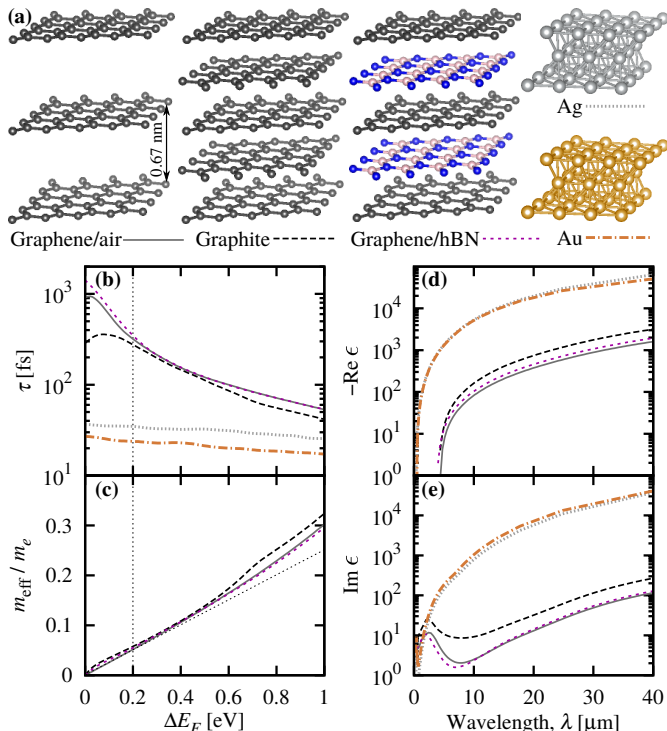 (a)
0.67 nm
Ag
Graphene/air Graphite Graphene/hBN Au
(b)
τ [fs]
10³
10²
10¹
(c)
m_eff / m_e
0.3
0.2
0.1
0
0 0.2 0.4 0.6 0.8 1
ΔE_F [eV]
(d)
−Re ϵ
10⁴
10³
10²
10¹
10⁰
(e)
Im ϵ
10⁴
10³
10²
10¹
10⁰
0 10 20 30 40
Wavelength, λ [μm]